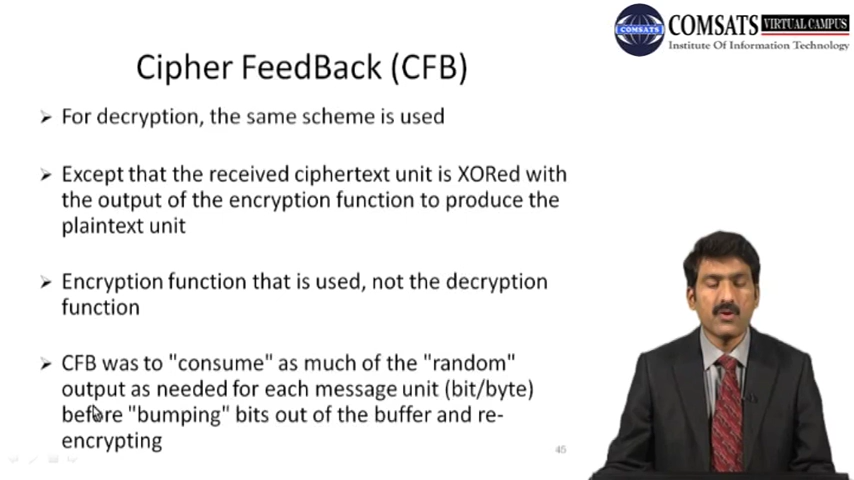 COMSATS
COMSATS VIRTUAL CAMPUS
Institute Of Information Technology
Cipher FeedBack (CFB)
For decryption, the same scheme is used
Except that the received ciphertext unit is XORed with
the output of the encryption function to produce the
plaintext unit
Encryption function that is used, not the decryption
function
CFB was to "consume" as much of the "random"
output as needed for each message unit (bit/byte)
before "bumping" bits out of the buffer and re-
encrypting
45